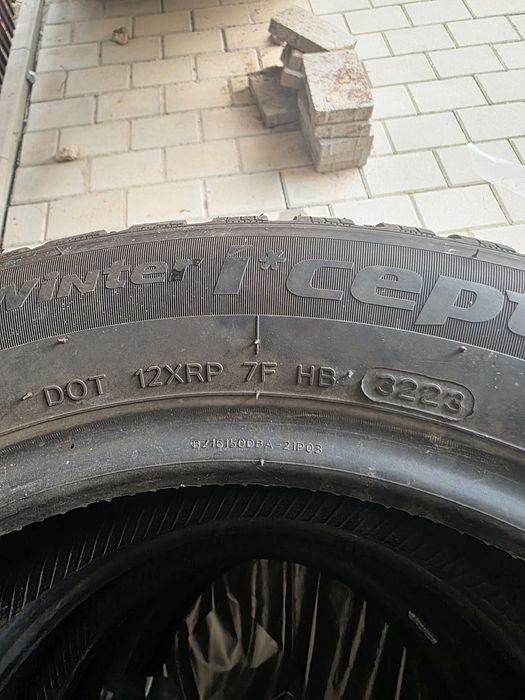 winter i*cept
DOT 12XRP 7F HB 3223